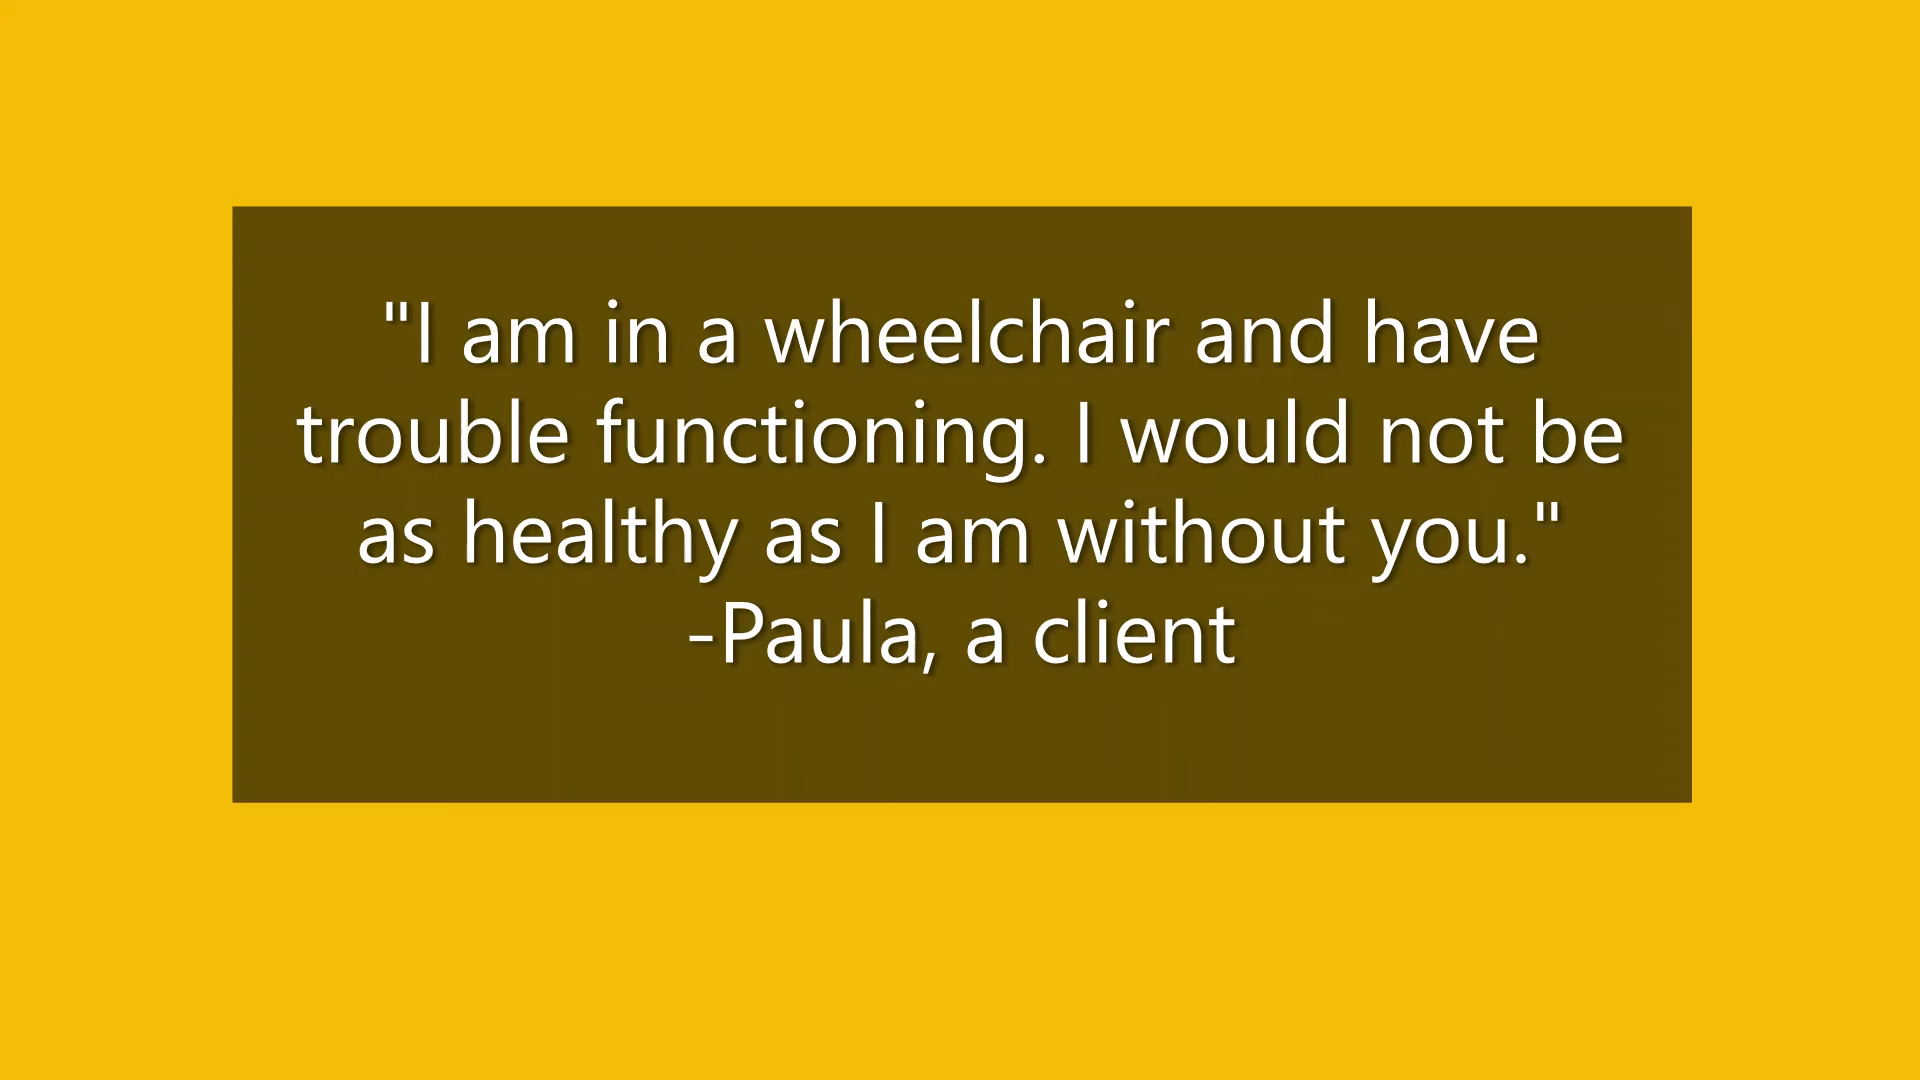 "I am in a wheelchair and have
trouble functioning. I would not be
as healthy as I am without you."
-Paula, a client